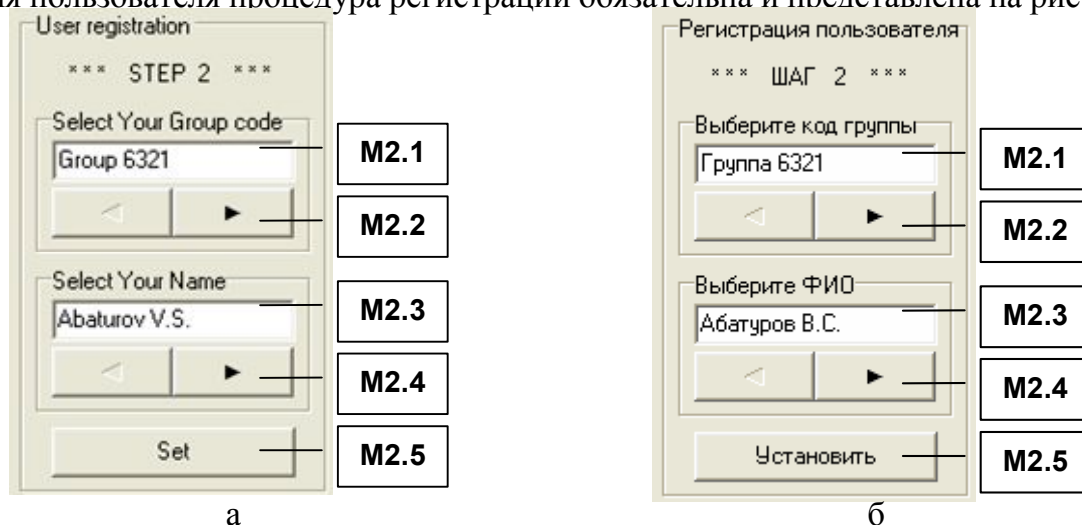 пользователя процедура регистрации обязательна и представлена на
User registration
*** STEP 2 ***
Select Your Group code
Group 6321
M2.1
M2.2
Select Your Name
Abaturov V.S.
M2.3
M2.4
Set
M2.5
а
Регистрация пользователя
*** ШАГ 2 ***
Выберите код группы
Группа 6321
M2.1
M2.2
Выберите ФИО
Абатуров В.С.
M2.3
M2.4
Установить
M2.5
б